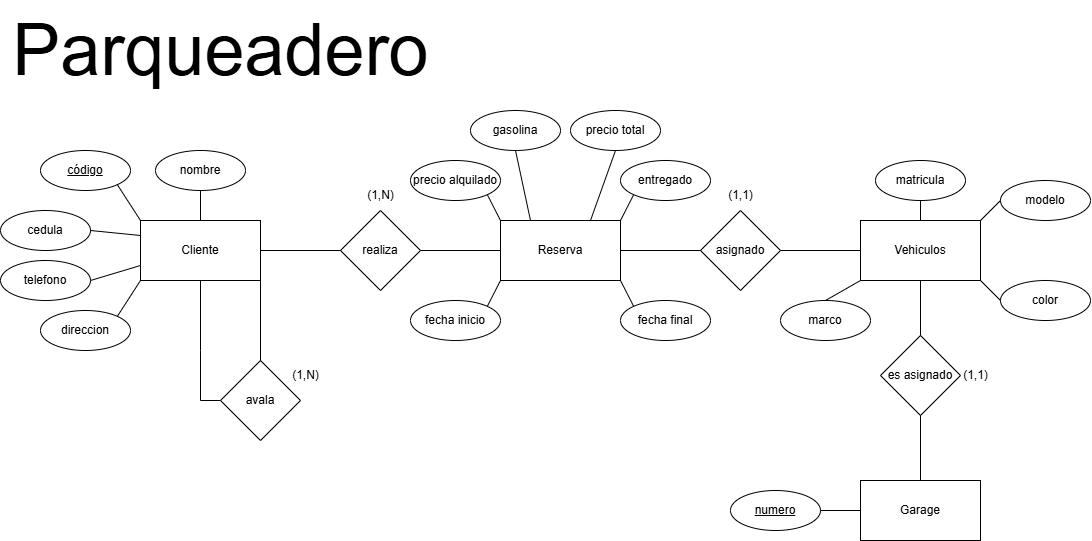 Parqueadero
gasolina
precio total
código
nombre
precio alquilado
entregado
matricula
modelo
(1,N)
(1,1)
cedula
Cliente
realiza
Reserva
asignado
Vehiculos
telefono
color
direccion
fecha inicio
fecha final
marco
(1,N)
es asignado
(1,1)
avala
numero
Garage